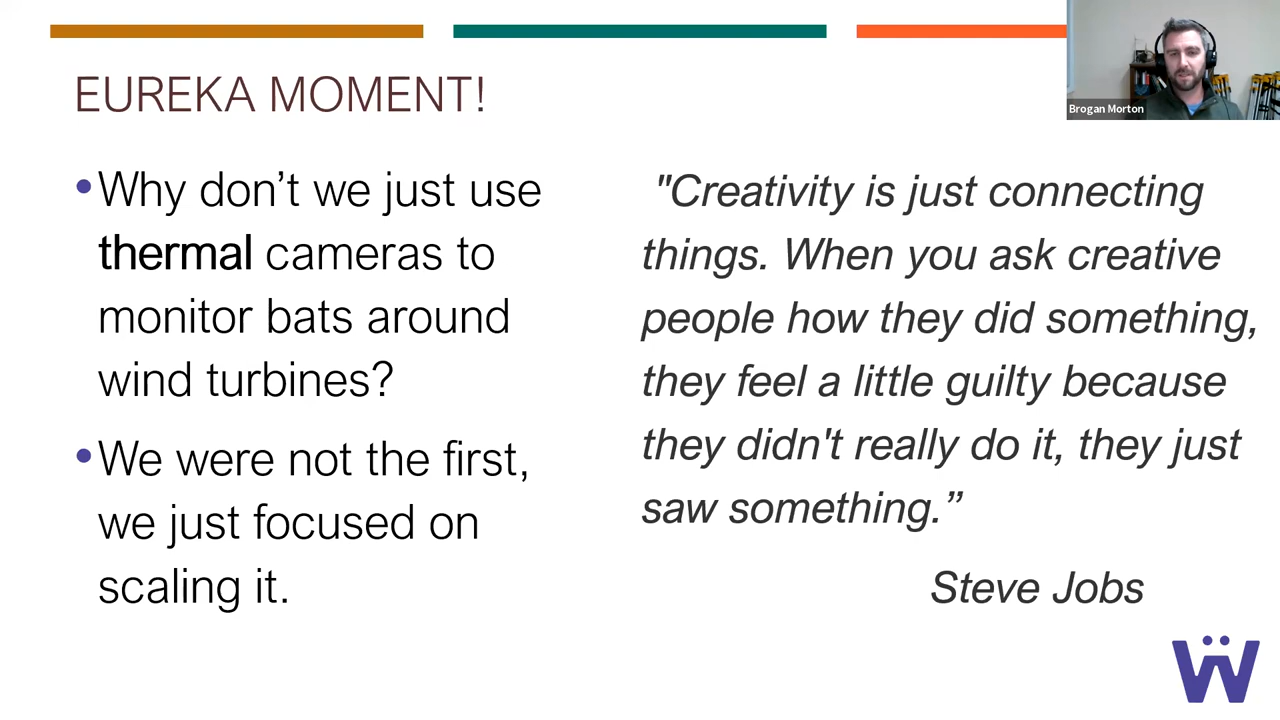 Brogan Morton
EUREKA MOMENT!
•Why don’t we just use
thermal cameras to
monitor bats around
wind turbines?
•We were not the first,
we just focused on
scaling it.
"Creativity is just connecting
things. When you ask creative
people how they did something,
they feel a little guilty because
they didn't really do it, they just
saw something.”
Steve Jobs
Ẅ